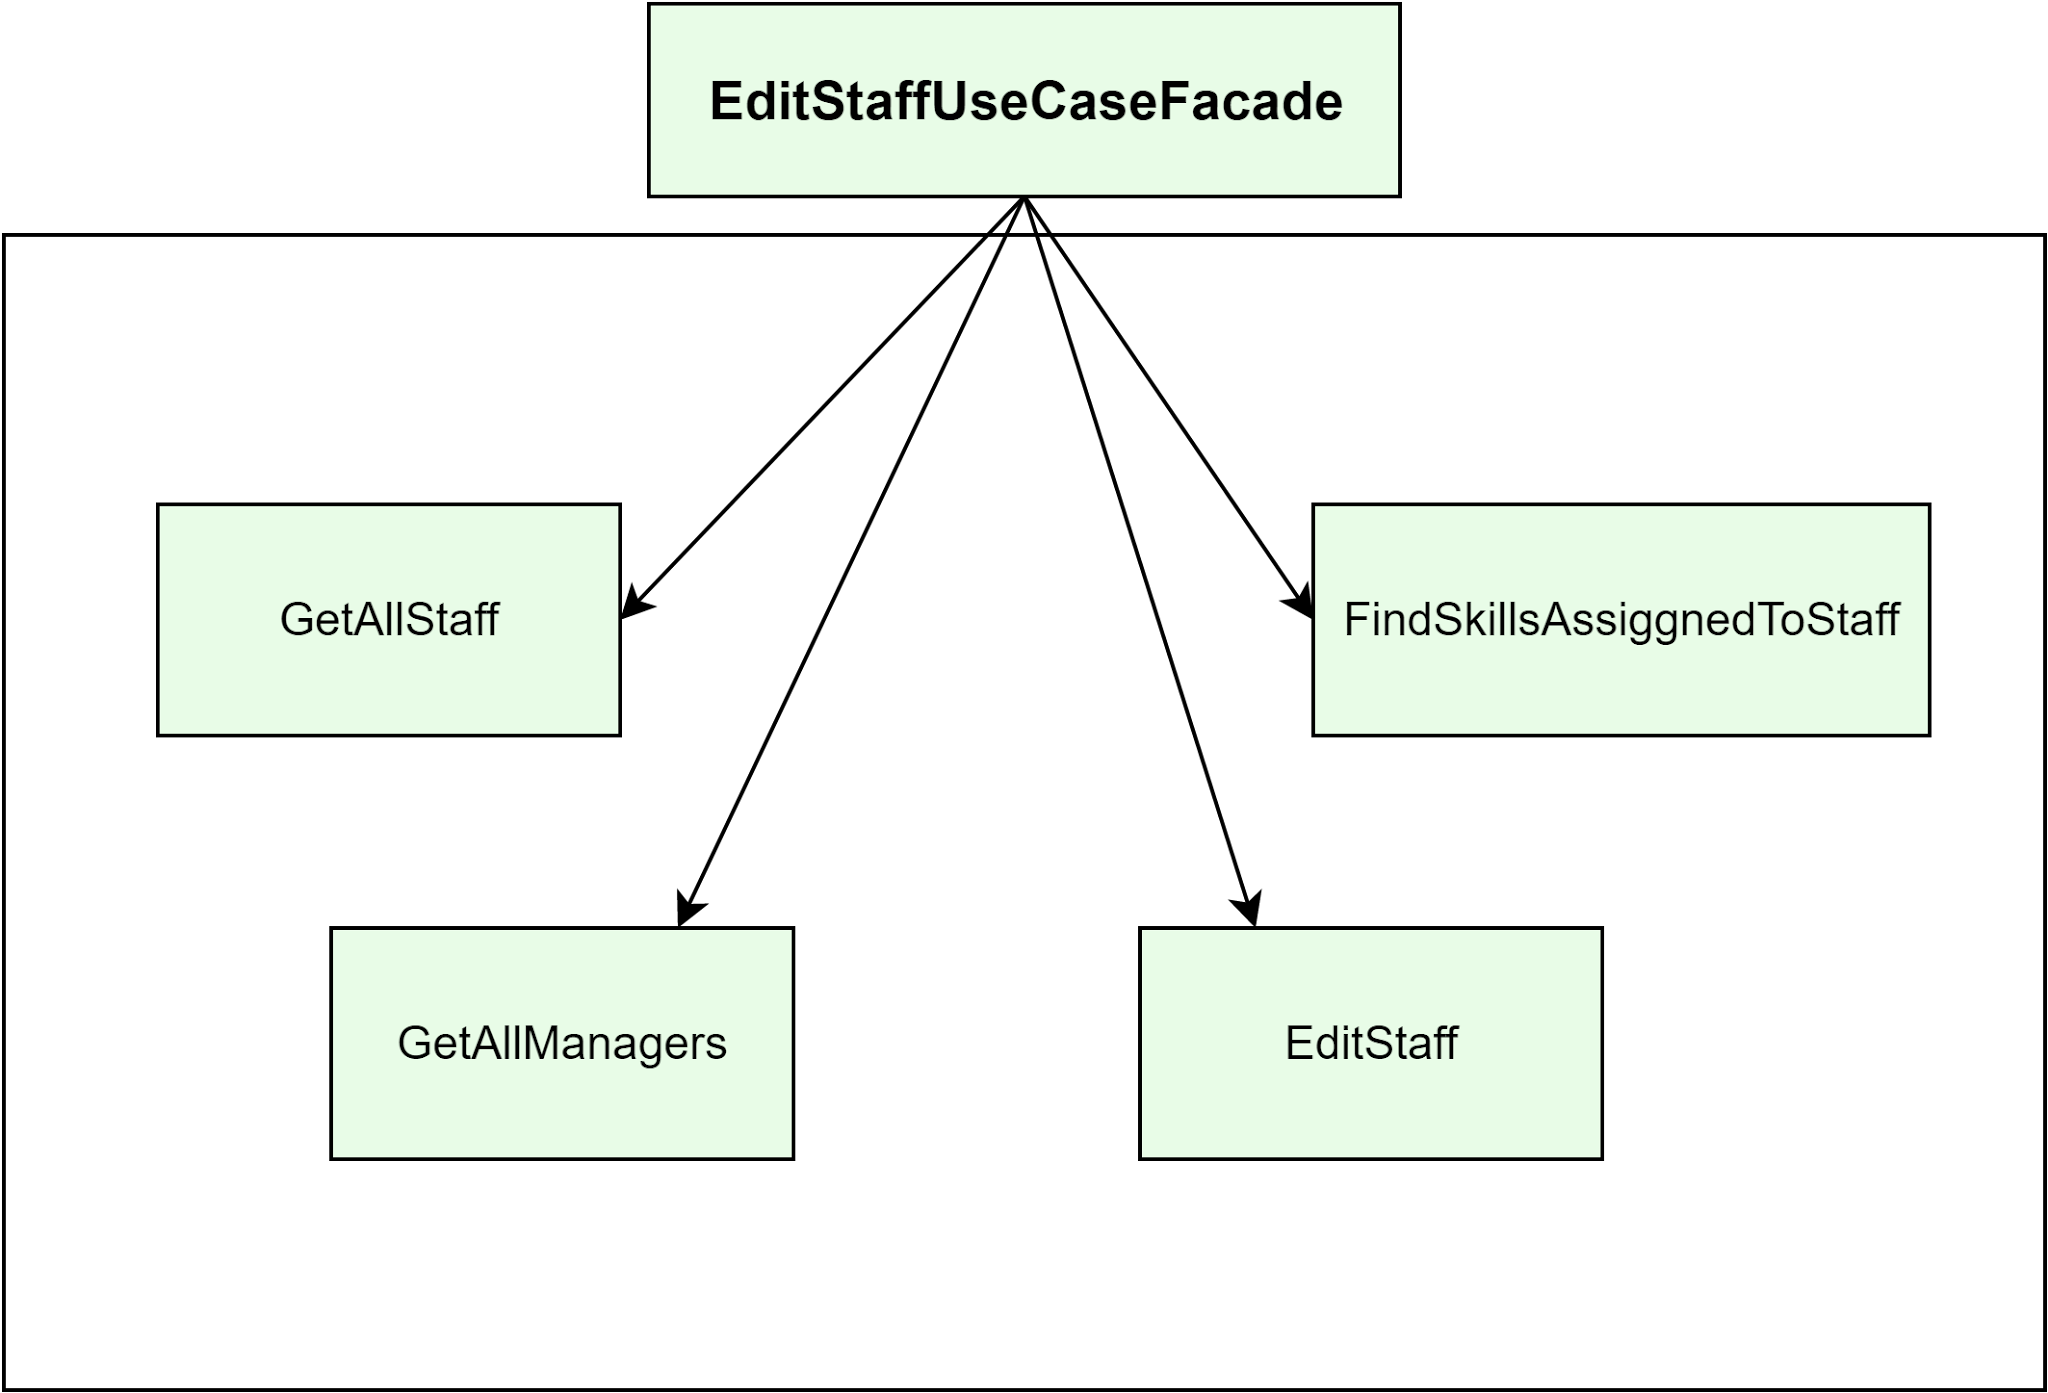 EditStaffUseCaseFacade
GetAllStaff
FindSkillsAssiggnedToStaff
GetAllManagers
EditStaff